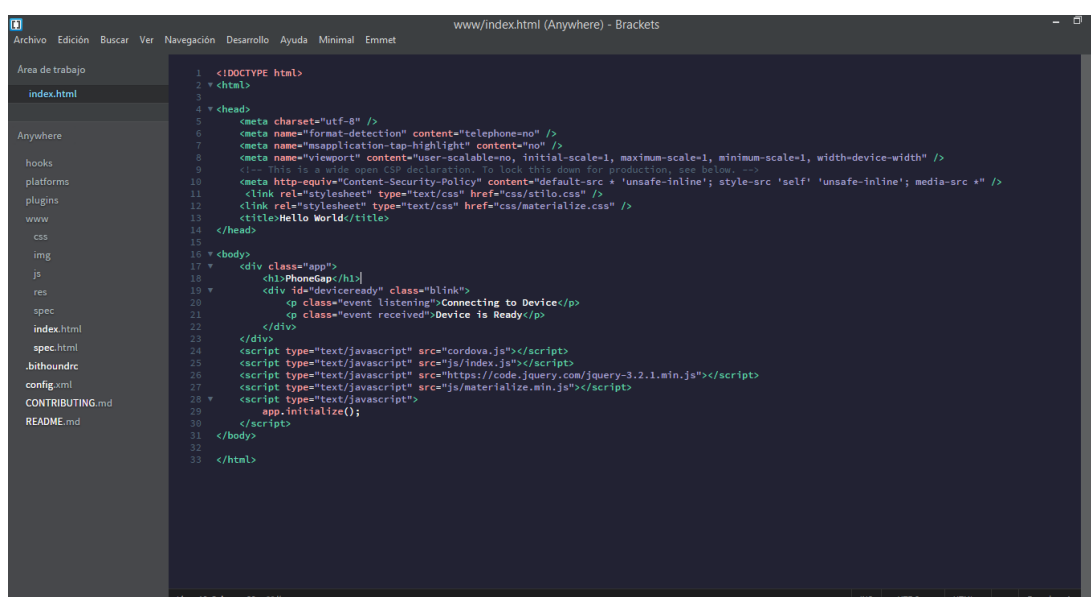 www/index.html (Anywhere) - Brackets
Archivo Edición Buscar Ver Navegación Desarrollo Ayuda Minimal Emmet
Área de trabajo
index.html
Anywhere
hooks
platforms
plugins
www
css
img
js
res
spec
index.html
spec.html
.bithoundrc
config.xml
CONTRIBUTING.md
README.md
1 <!DOCTYPE html>
2 <html>
3
4 <head>
5 <meta charset="utf-8" />
6 <meta name="format-detection" content="telephone=no" />
7 <meta name="msapplication-tap-highlight" content="no" />
8 <meta name="viewport" content="user-scalable=no, initial-scale=1, maximum-scale=1, minimum-scale=1, width=device-width" />
9 <!-- This is a wide open CSP declaration. To lock this down for production, see below. -->
10 <meta http-equiv="Content-Security-Policy" content="default-src * 'unsafe-inline'; style-src 'self' 'unsafe-inline'; media-src *" />
11 <link rel="stylesheet" type="text/css" href="css/stilo.css" />
12 <link rel="stylesheet" type="text/css" href="css/materialize.css" />
13 <title>Hello World</title>
14 </head>
15
16 <body>
17 <div class="app">
18 <h1>PhoneGap</h1>
19 <div id="deviceready" class="blink">
20 <p class="event listening">Connecting to Device</p>
21 <p class="event received">Device is Ready</p>
22 </div>
23 </div>
24 <script type="text/javascript" src="cordova.js"></script>
25 <script type="text/javascript" src="js/index.js"></script>
26 <script type="text/javascript" src="https://code.jquery.com/jquery-3.2.1.min.js"></script>
27 <script type="text/javascript" src="js/materialize.min.js"></script>
28 <script type="text/javascript">
29 app.initialize();
30 </script>
31 </body>
32
33 </html>